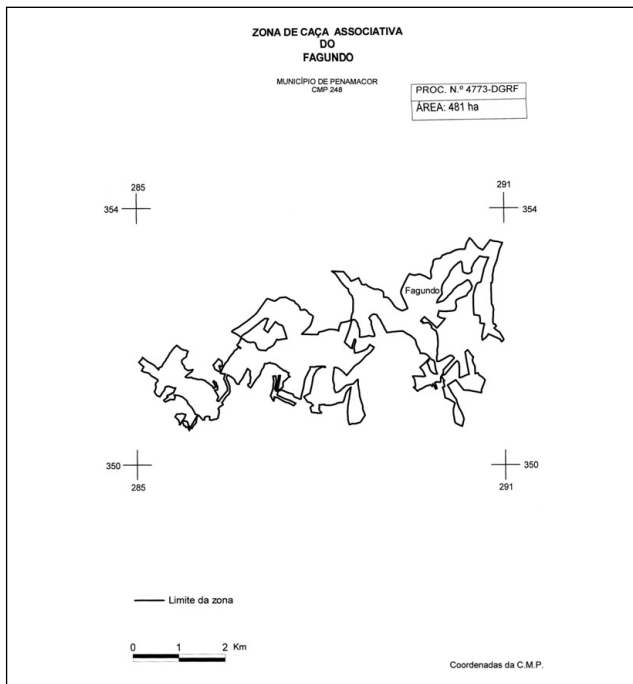 ZONA DE CAÇA ASSOCIATIVA
DO
FAGUNDO
MUNICÍPIO DE PENAMACOR
CMP 248
PROC. N.º 4773-DGRF
ÁREA: 481 ha
285
291
354
354
Fagundo
350
350
285
291
Limite da zona
0 1 2 Km
Coordenadas da C.M.P.